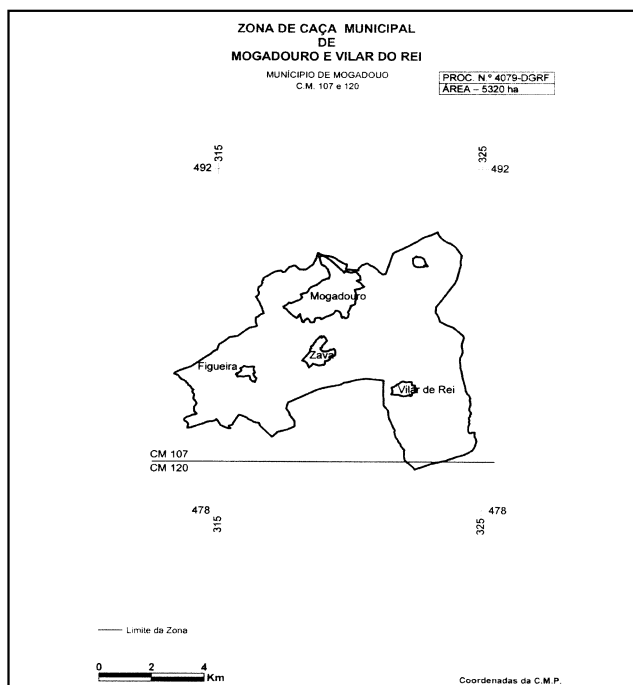 ZONA DE CAÇA MUNICIPAL
DE
MOGADOURO E VILAR DO REI
MUNÍCIPIO DE MOGADOUO
C.M. 107 e 120
PROC. N.º 4079-DGRF
ÁREA – 5320 ha
315
325
492
492
Mogadouro
Zava
Figueira
Vilar de Rei
CM 107
CM 120
478
478
315
325
Limite da Zona
0 2 4
Km
Coordenadas da C.M.P.